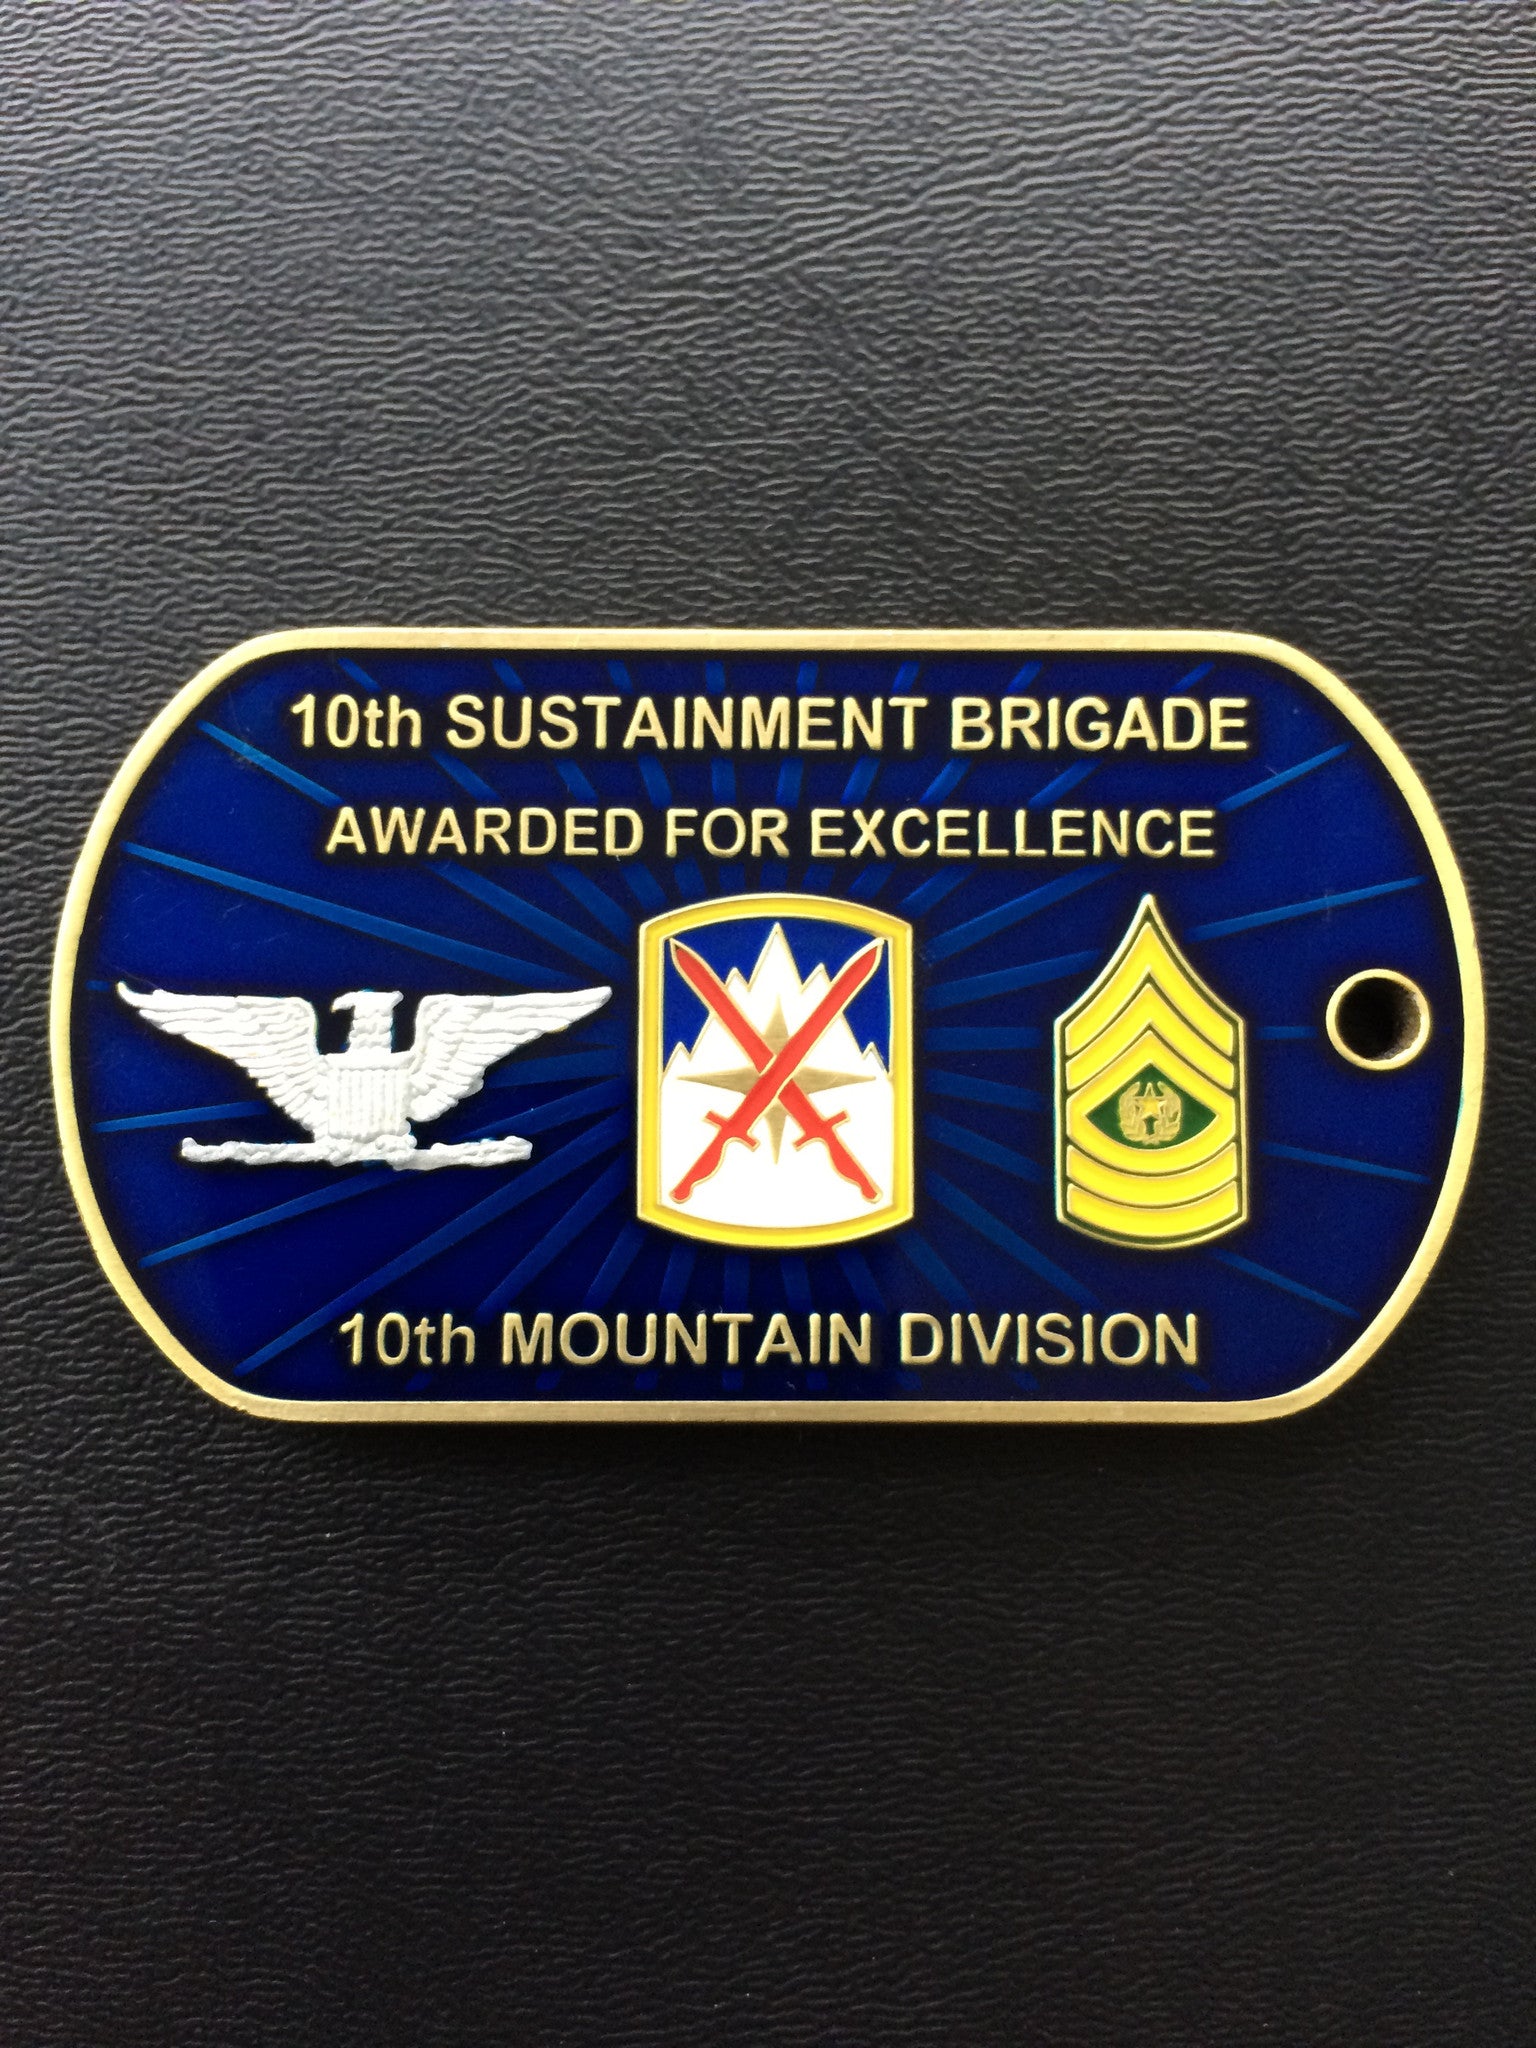 10th SUSTAINMENT BRIGADE
AWARDED FOR EXCELLENCE
10th MOUNTAIN DIVISION